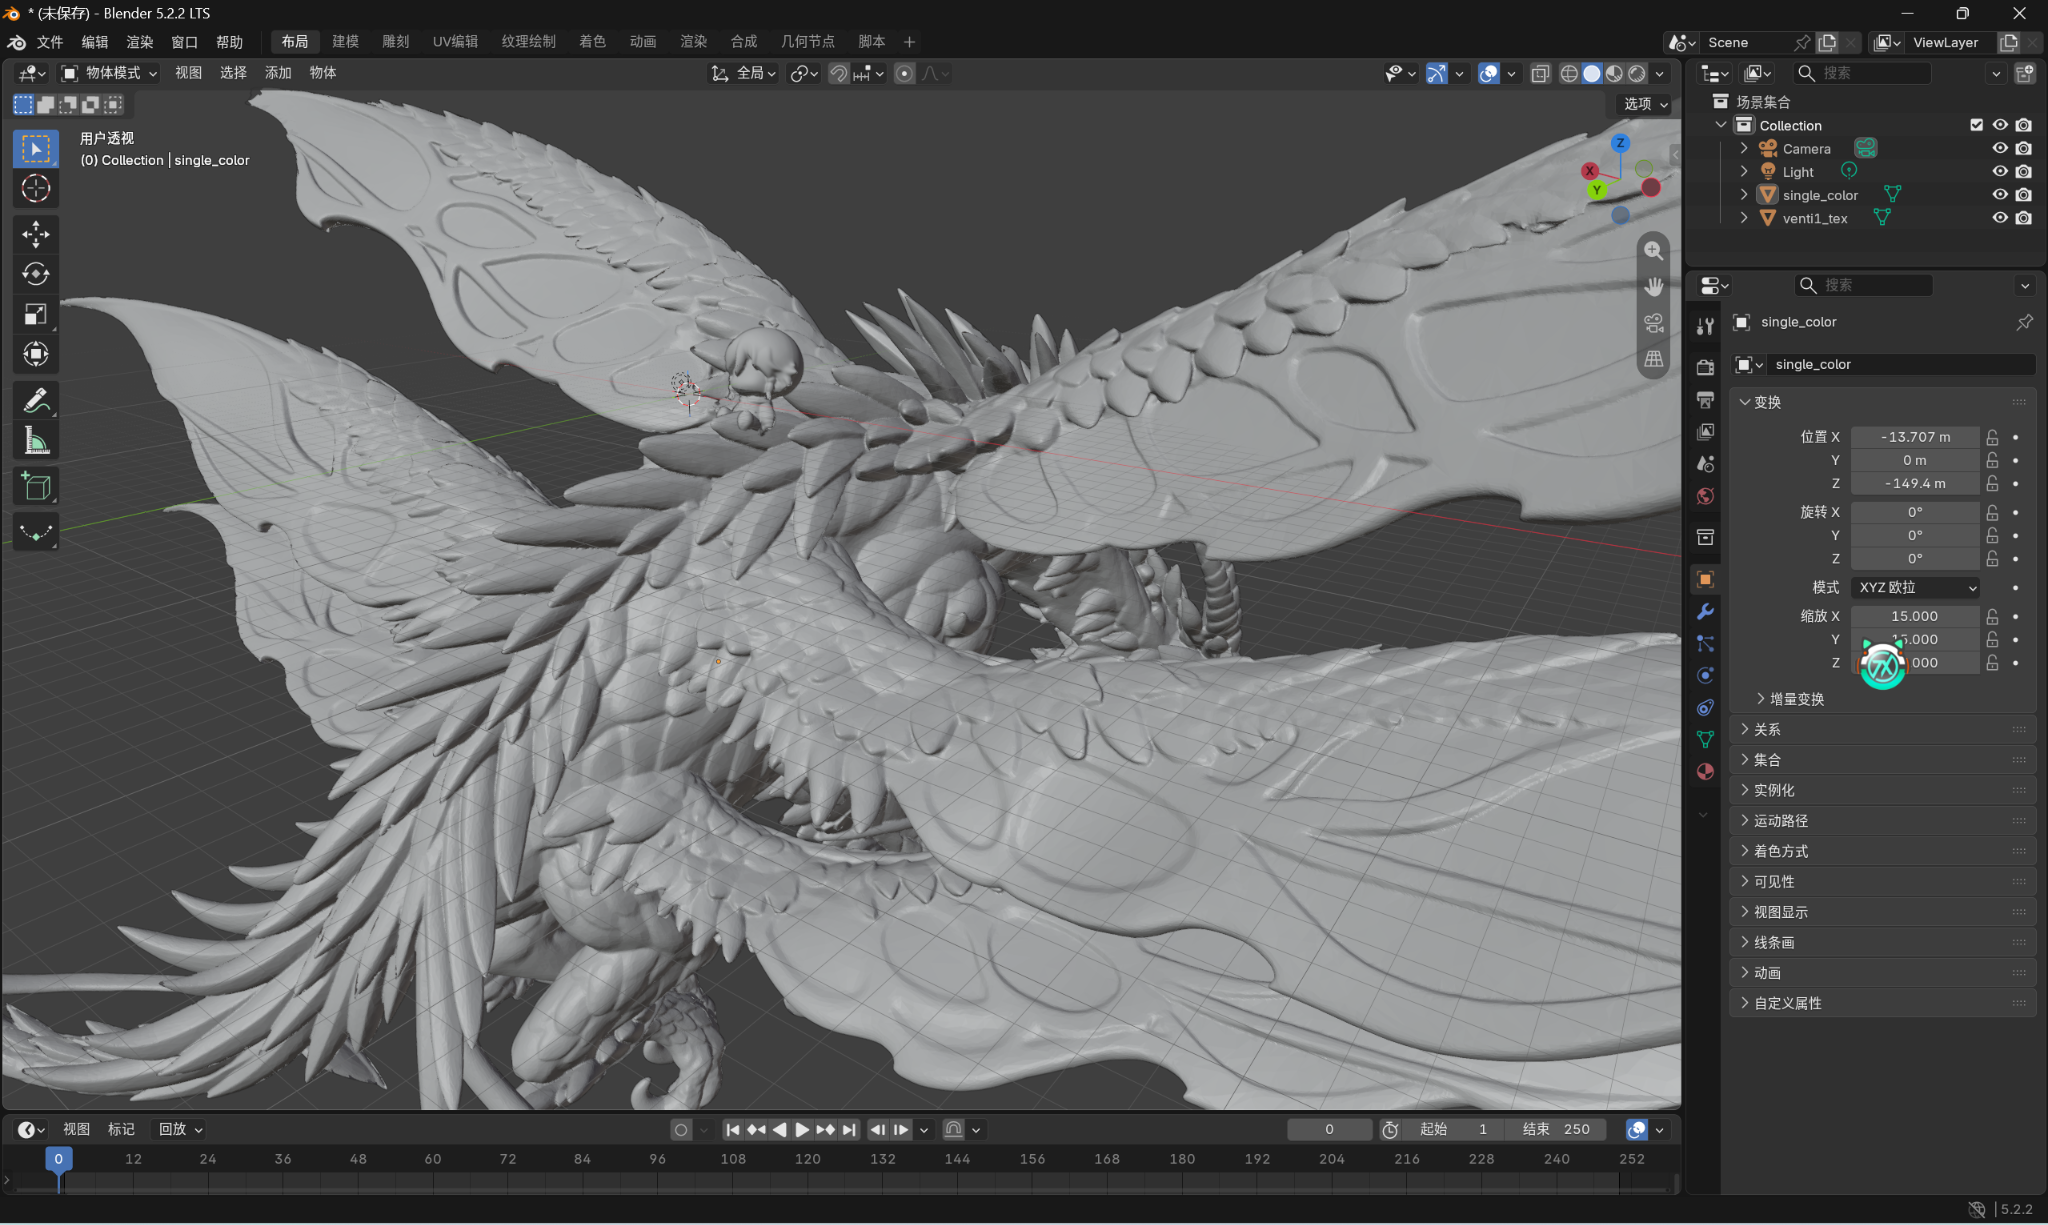 * (未保存) - Blender 5.2.2 LTS
文件 编辑 渲染 窗口 帮助 布局 建模 雕刻 UV编辑 纹理绘制 着色 动画 渲染 合成 几何节点 脚本 + Scene ViewLayer
物体模式 视图 选择 添加 物体 全局 搜索
选项
用户透视
(0) Collection | single_color
Z
X
Y
场景集合
Collection
Camera
Light
single_color
venti1_tex
搜索
single_color
single_color
变换
位置 X -13.707 m
Y 0 m
Z -149.4 m
旋转 X 0°
Y 0°
Z 0°
模式 XYZ 欧拉
缩放 X 15.000
Y 15.000
Z 000
7X
增量变换
关系
集合
实例化
运动路径
着色方式
可见性
视图显示
线条画
动画
自定义属性
视图 标记 回放 0 起始 1 结束 250
0 12 24 36 48 60 72 84 96 108 120 132 144 156 168 180 192 204 216 228 240 252
5.2.2